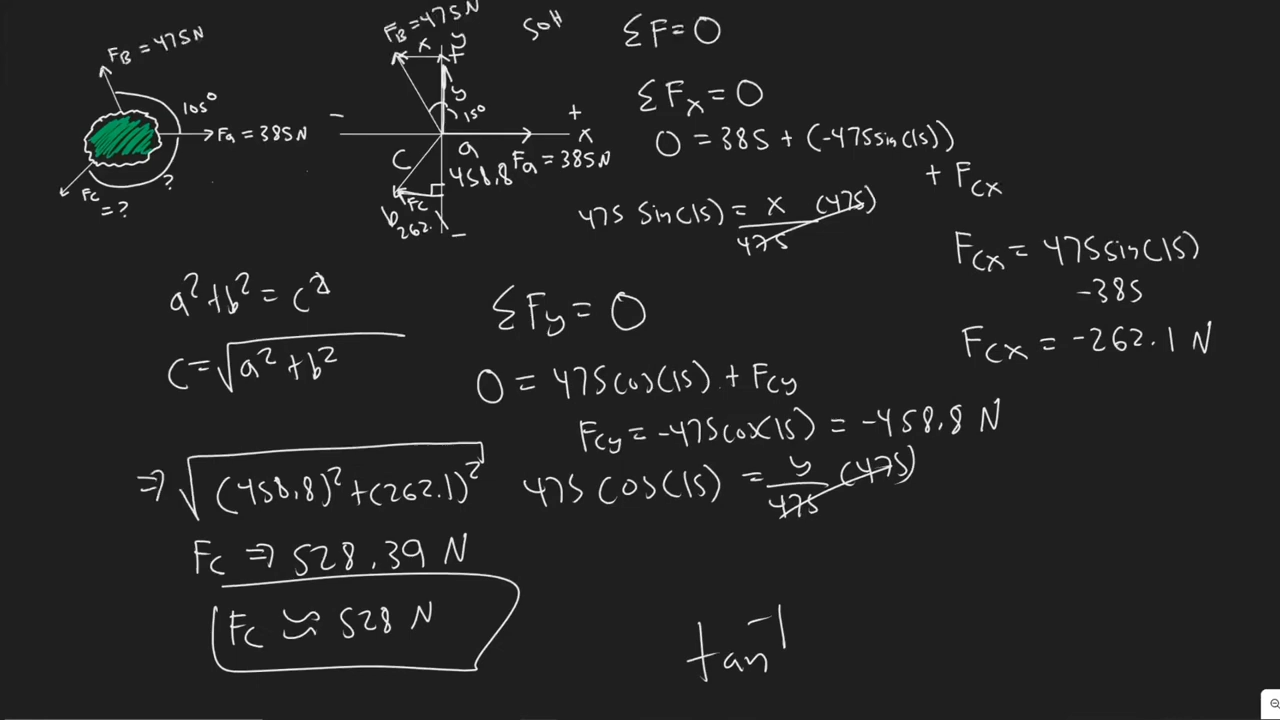 FB = 475N
105°
Fa = 385N
?
Fc
= ?
FB = 475N
x
y
y
15°
SOH
-
+
x
a
Fa = 385N
C
458.8
Fc
b
262.1
-
ΣF = 0
ΣFx = 0
0 = 385 + (-475sin(15))
+ FCX
475 sin(15) = x/475 (475)
FCX = 475sin(15)
-385
FCX = -262.1 N
a² + b² = c²
c = √a² + b²
ΣFy = 0
0 = 475cos(15) + Fcy
Fcy = -475cos(15) = -458.8 N
475 cos(15) = y/475 (475)
⇒ √(458.8)² + (262.1)²
Fc ⇒ 528.39 N
Fc ≈ 528 N
tan⁻¹